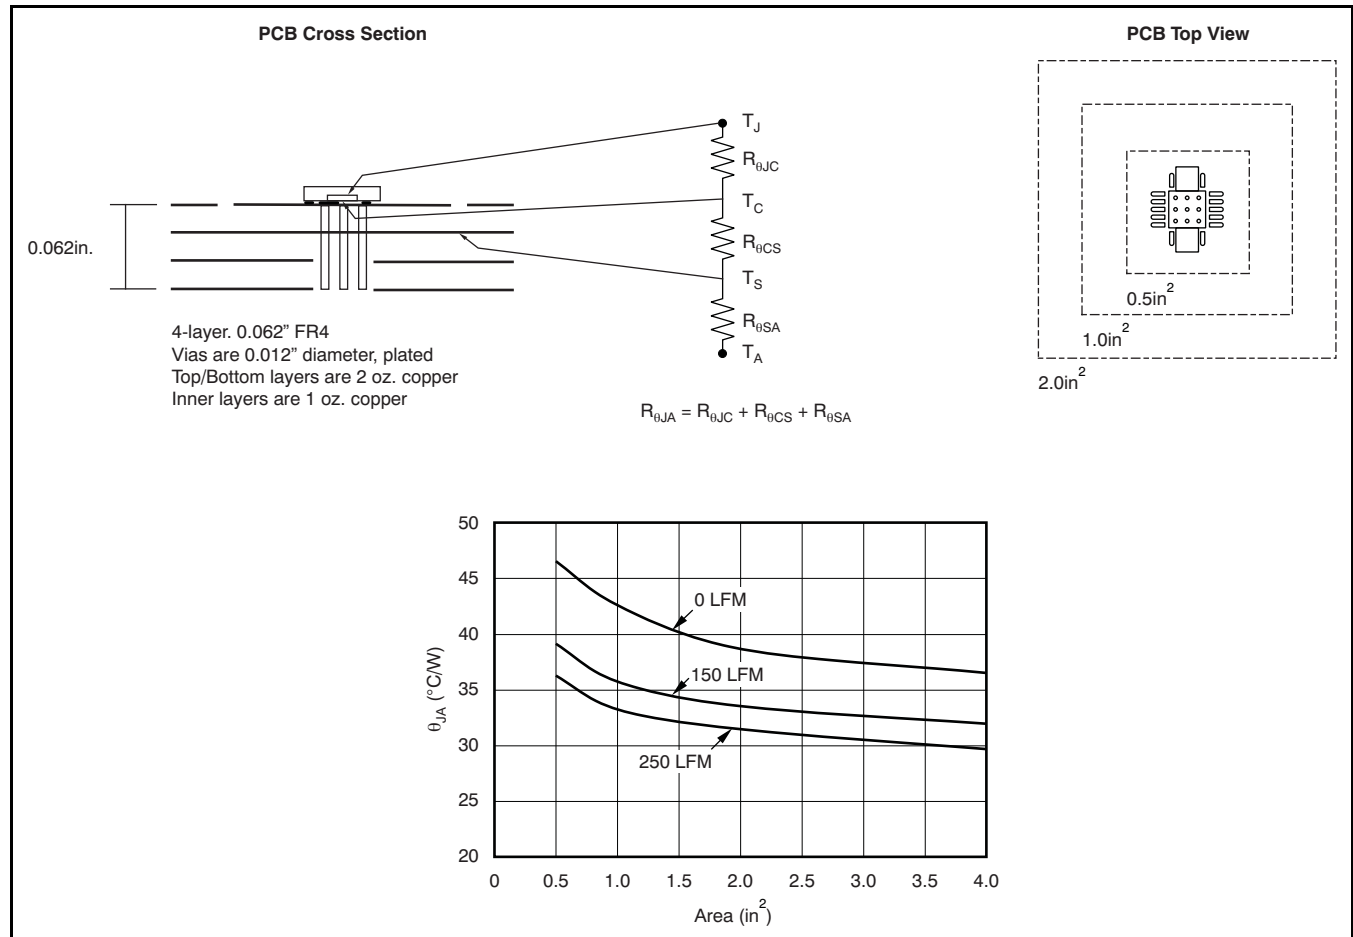 PCB Cross Section
PCB Top View
0.062in.
4-layer. 0.062” FR4
Vias are 0.012” diameter, plated
Top/Bottom layers are 2 oz. copper
Inner layers are 1 oz. copper
T_J
R_θJC
T_C
R_θCS
T_S
R_θSA
T_A
R_θJA = R_θJC + R_θCS + R_θSA
0.5in²
1.0in²
2.0in²
50
45
40
35
30
25
20
θ_JA (°C/W)
0 LFM
150 LFM
250 LFM
0 0.5 1.0 1.5 2.0 2.5 3.0 3.5 4.0
Area (in²)